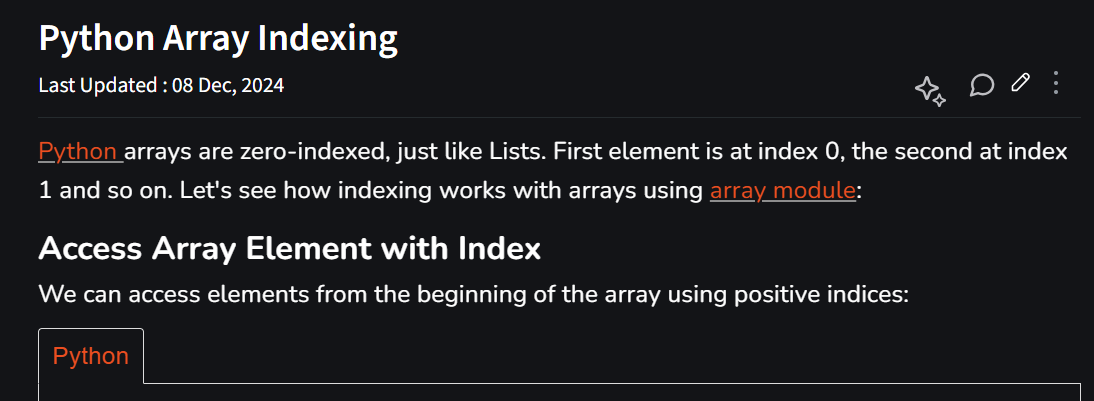 Python Array Indexing
Last Updated : 08 Dec, 2024
Python arrays are zero-indexed, just like Lists. First element is at index 0, the second at index
1 and so on. Let's see how indexing works with arrays using array module:
Access Array Element with Index
We can access elements from the beginning of the array using positive indices:
Python